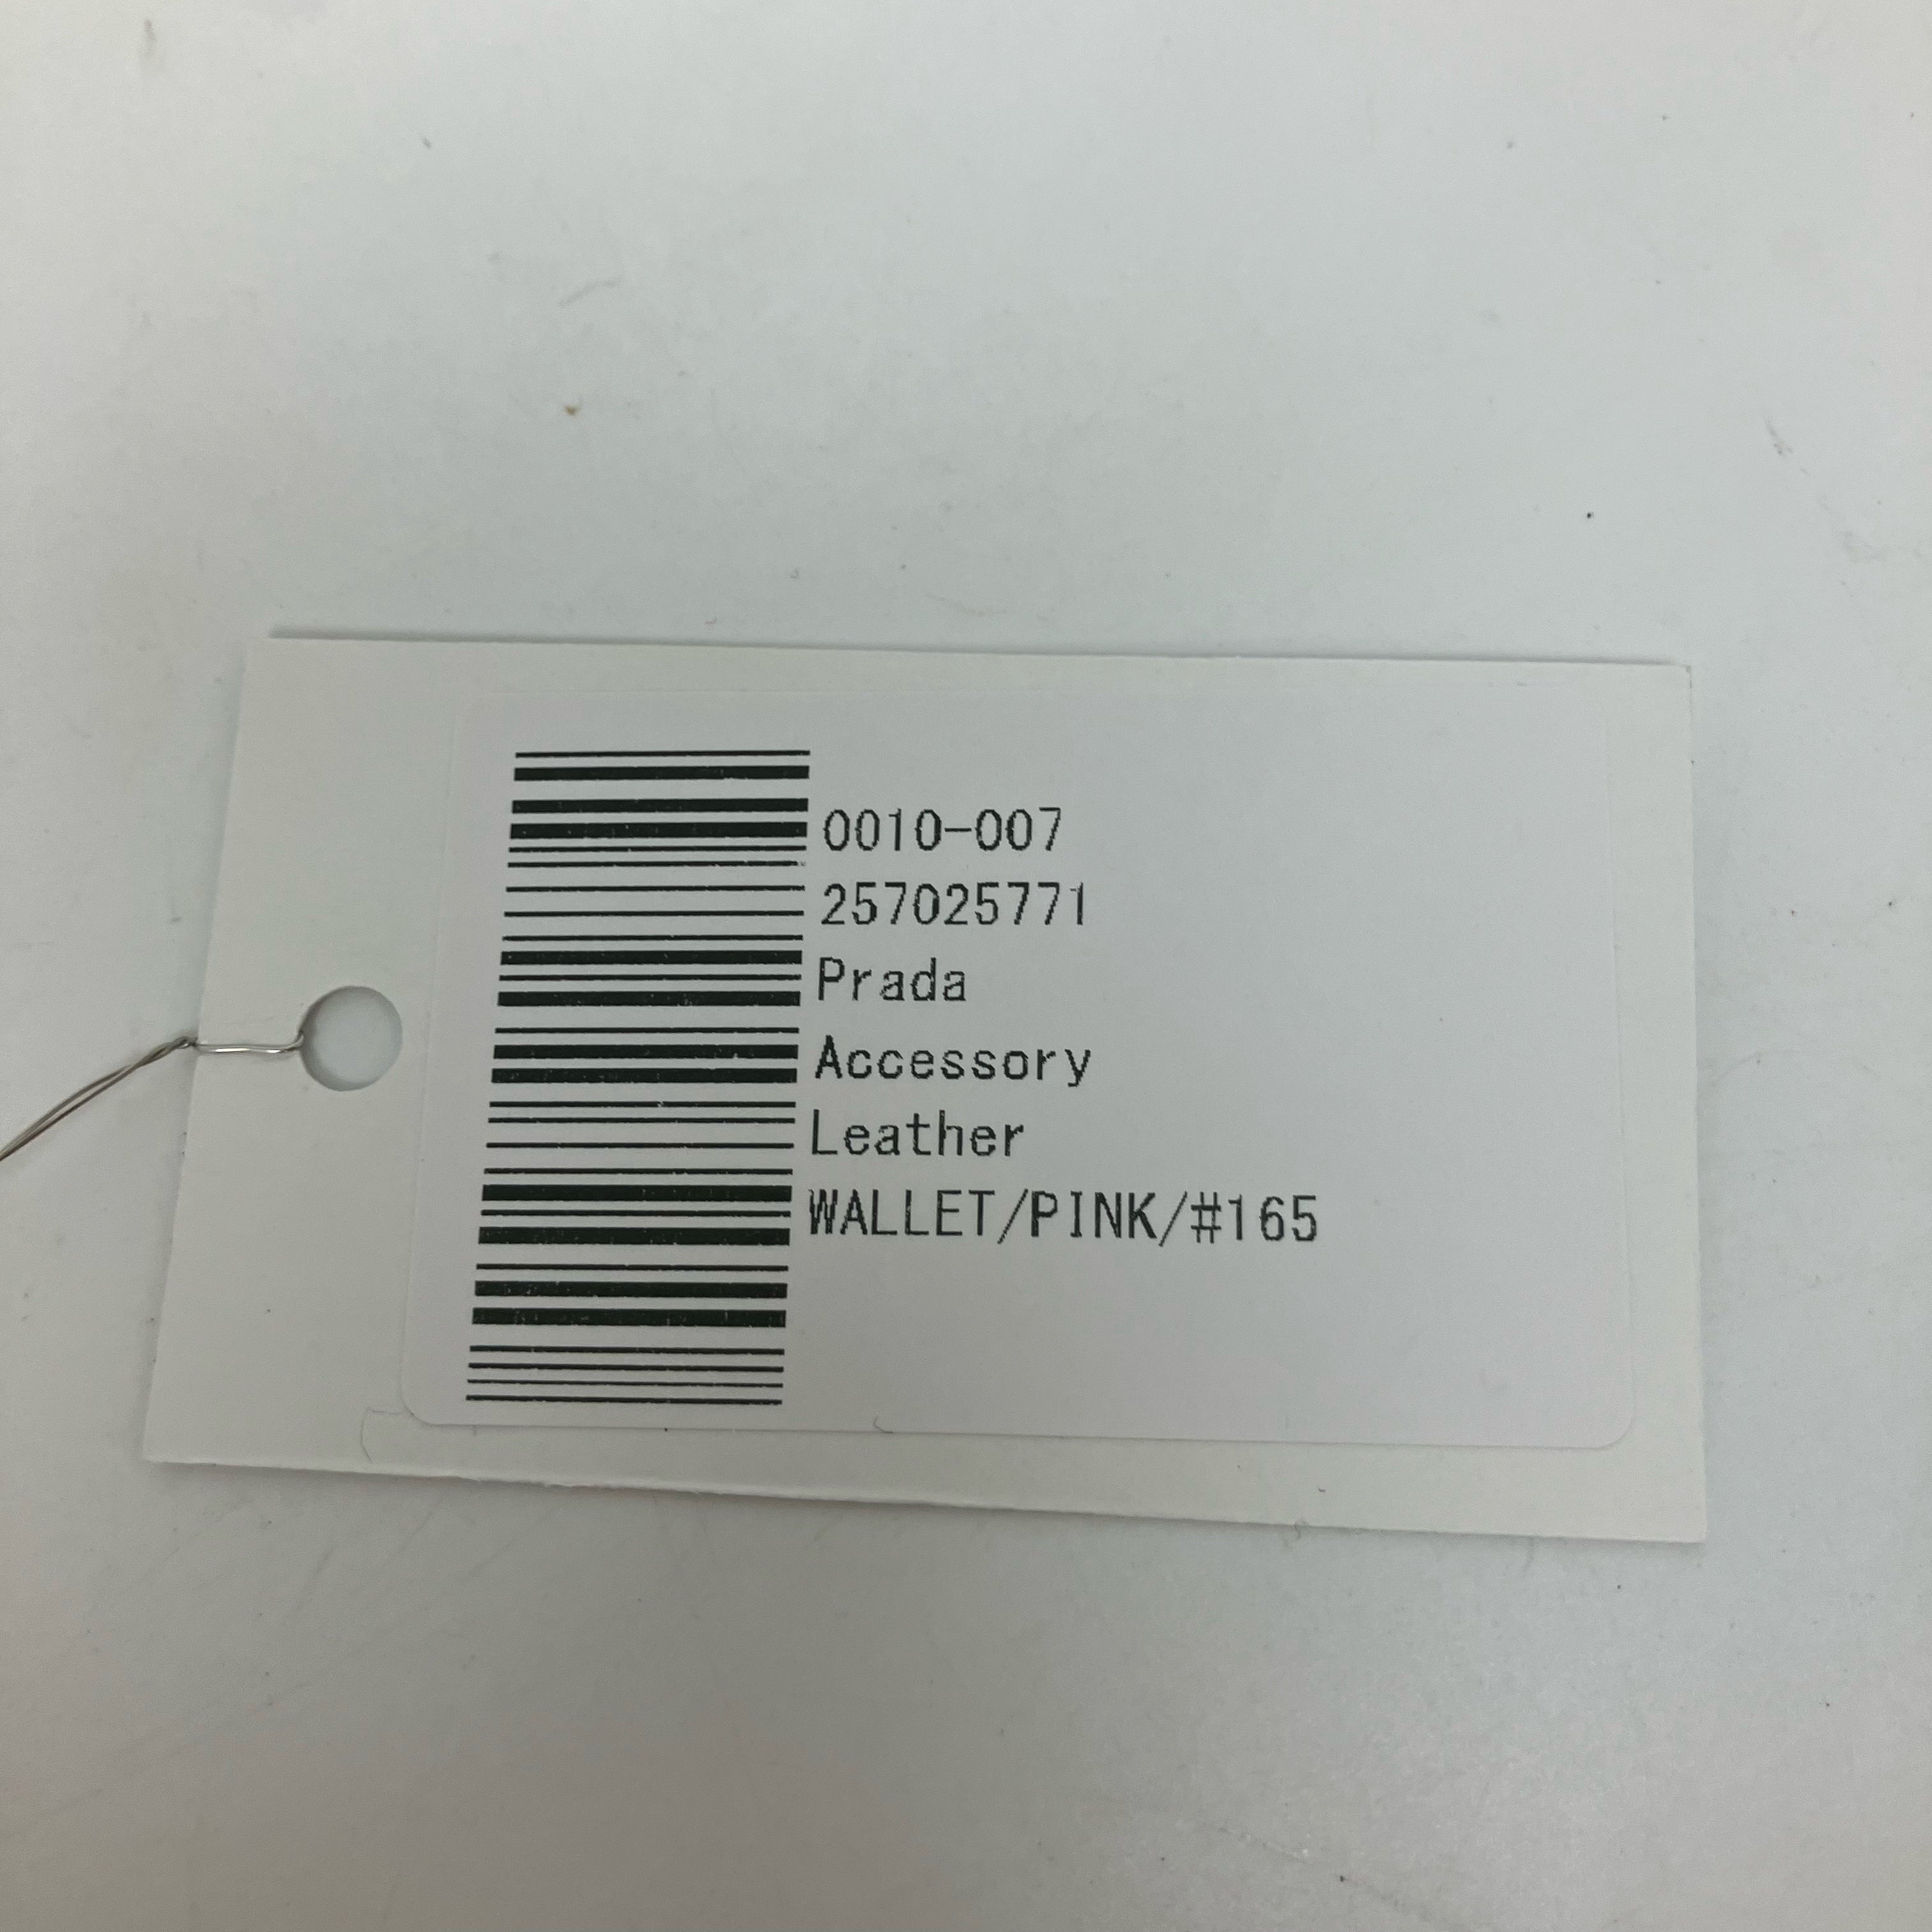 0010-007
257025771
Prada
Accessory
Leather
WALLET/PINK/#165